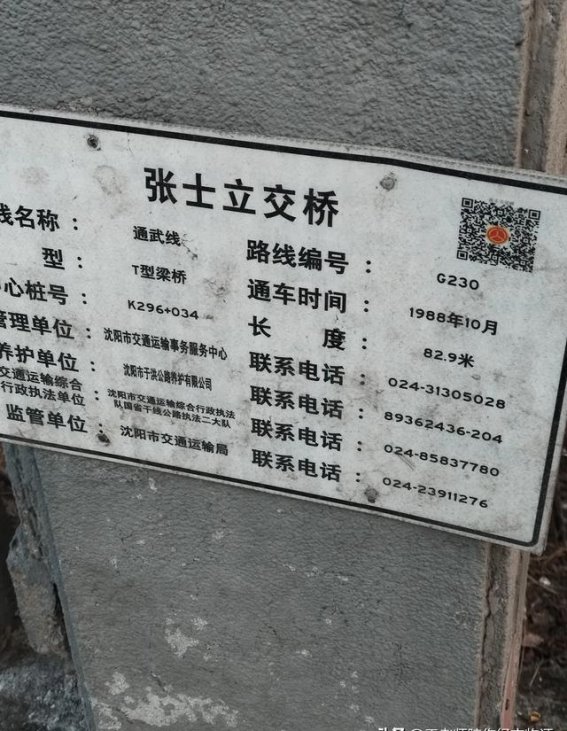 张士立交桥
线名称： 通武线 路线编号： G230
型： T型梁桥 通车时间： 1988年10月
心桩号： K296+034 长 度： 82.9米
管理单位： 沈阳市交通运输事务服务中心 联系电话： 024-31305028
养护单位： 沈阳市于洪公路养护有限公司 联系电话： 89362436-204
交通运输综合
行政执法单位： 沈阳市交通运输综合行政执法
队国省干线公路执法二大队 联系电话： 024-85837780
监管单位： 沈阳市交通运输局 联系电话： 024-23911276